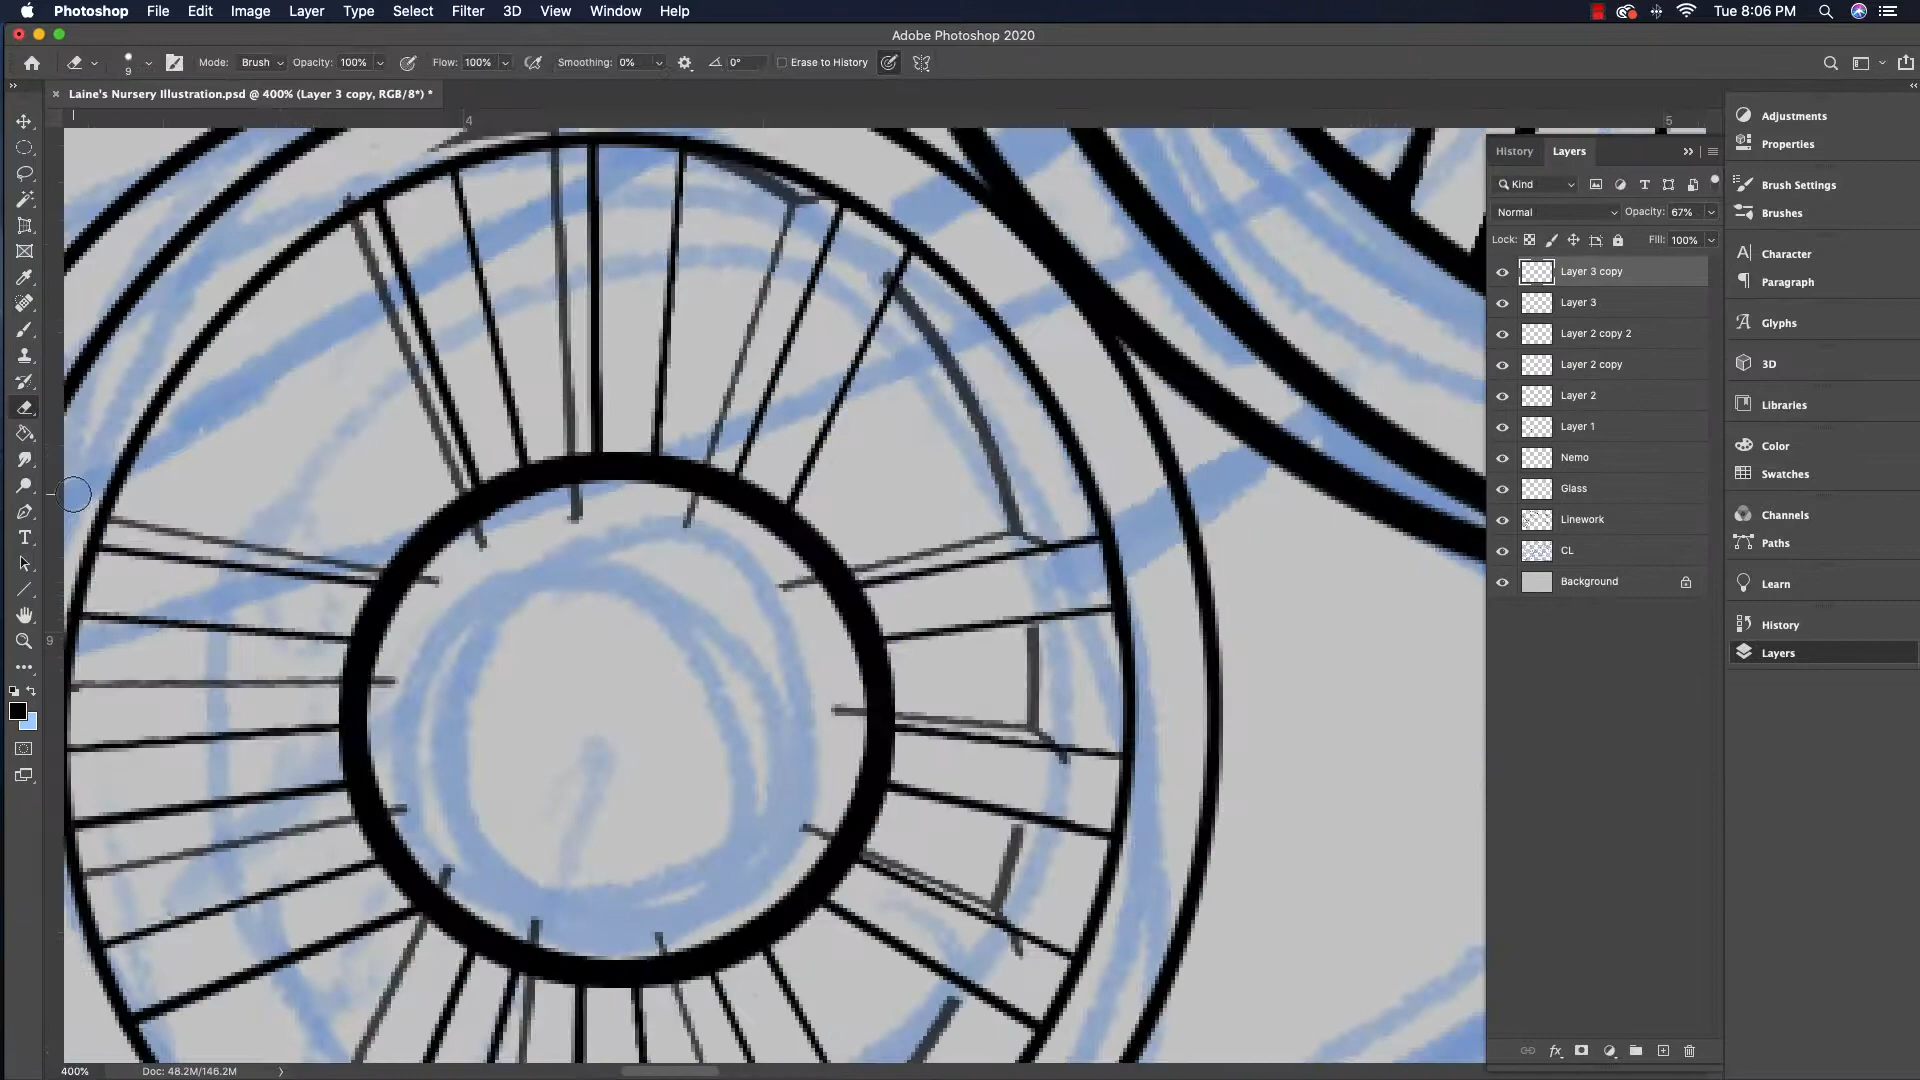 Photoshop File Edit Image Layer Type Select Filter 3D View Window Help Tue 8:06 PM
Adobe Photoshop 2020
9 Mode: Brush Opacity: 100% Flow: 100% Smoothing: 0% 0° Erase to History
× Laine's Nursery Illustration.psd @ 400% (Layer 3 copy, RGB/8*) *
4 5
9
History Layers
Kind
Normal Opacity: 67%
Lock: Fill: 100%
Layer 3 copy
Layer 3
Layer 2 copy 2
Layer 2 copy
Layer 2
Layer 1
Nemo
Glass
Linework
CL
Background
Adjustments
Properties
Brush Settings
Brushes
Character
Paragraph
Glyphs
3D
Libraries
Color
Swatches
Channels
Paths
Learn
History
Layers
400% Doc: 48.2M/146.2M